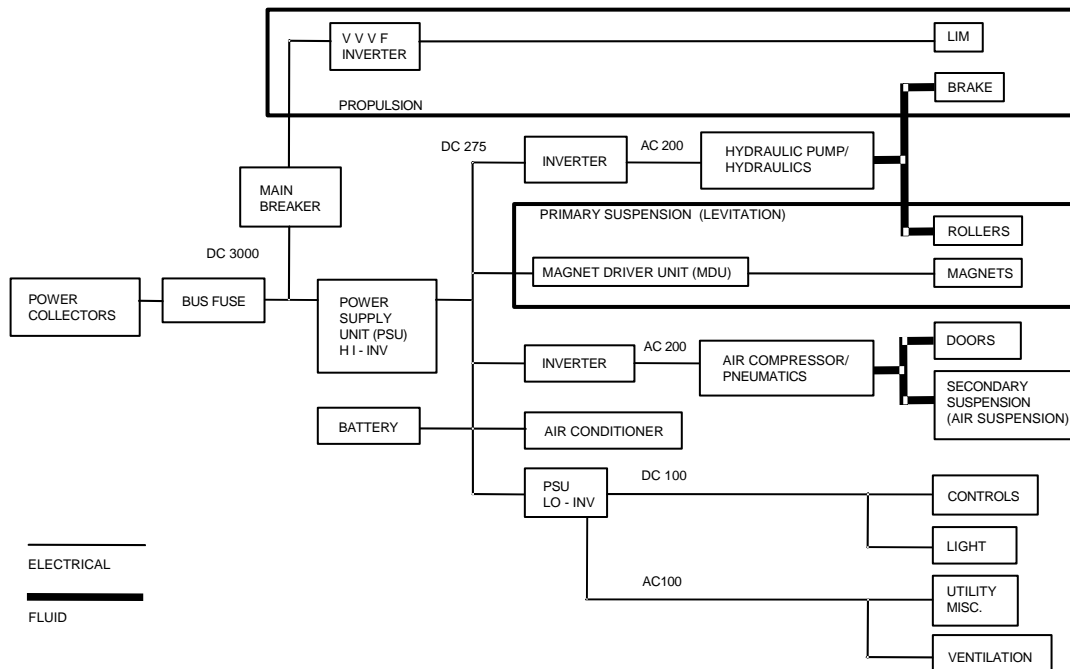 V V V F
INVERTER
LIM
BRAKE
PROPULSION
DC 275
INVERTER
AC 200
HYDRAULIC PUMP/
HYDRAULICS
MAIN
BREAKER
PRIMARY SUSPENSION (LEVITATION)
ROLLERS
DC 3000
MAGNET DRIVER UNIT (MDU)
MAGNETS
POWER
COLLECTORS
BUS FUSE
POWER
SUPPLY
UNIT (PSU)
H I - INV
INVERTER
AC 200
AIR COMPRESSOR/
PNEUMATICS
DOORS
SECONDARY
SUSPENSION
(AIR SUSPENSION)
BATTERY
AIR CONDITIONER
PSU
LO - INV
DC 100
CONTROLS
LIGHT
ELECTRICAL
AC100
UTILITY
MISC.
FLUID
VENTILATION